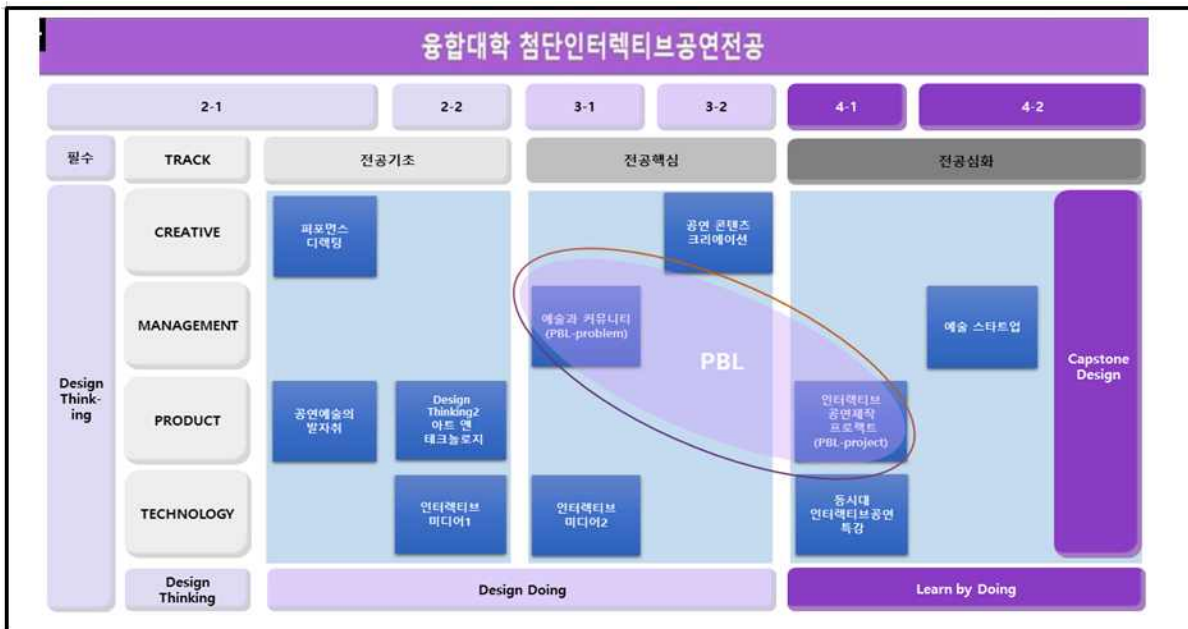 융합대학 첨단인터렉티브공연전공
2-1
2-2
3-1
3-2
4-1
4-2
필수
TRACK
전공기초
전공핵심
전공심화
Design
Think-
ing
CREATIVE
퍼포먼스
디렉팅
공연 콘텐츠
크리에이션
MANAGEMENT
예술과 커뮤니티
(PBL-problem)
PBL
예술 스타트업
Capstone
Design
PRODUCT
공연예술의
발자취
Design
Thinking2
아트 앤
테크놀로지
인터랙티브
공연제작
프로젝트
(PBL-project)
TECHNOLOGY
인터랙티브
미디어1
인터랙티브
미디어2
동시대
인터랙티브공연
특강
Design
Thinking
Design Doing
Learn by Doing